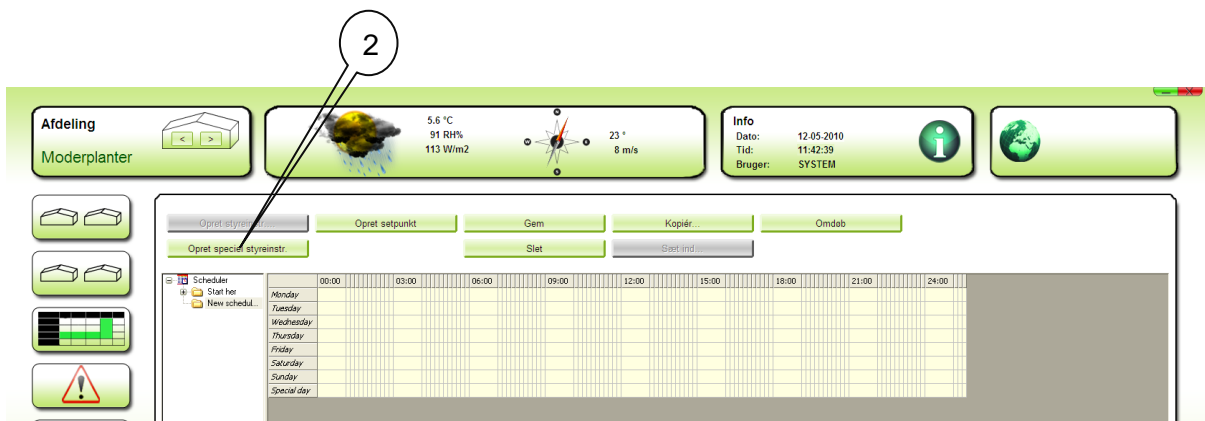 2
Afdeling
Moderplanter
< >
5.6 °C
91 RH%
113 W/m2
23 °
8 m/s
Info
Dato: 12-05-2010
Tid: 11:42:39
Bruger: SYSTEM
Opret styreinstr... Opret setpunkt Gem Kopiér... Omdøb
Opret speciel styreinstr. Slet Sæt ind...
Scheduler
Start her
New schedul...
00:00 03:00 06:00 09:00 12:00 15:00 18:00 21:00 24:00
Monday
Tuesday
Wednesday
Thursday
Friday
Saturday
Sunday
Special day